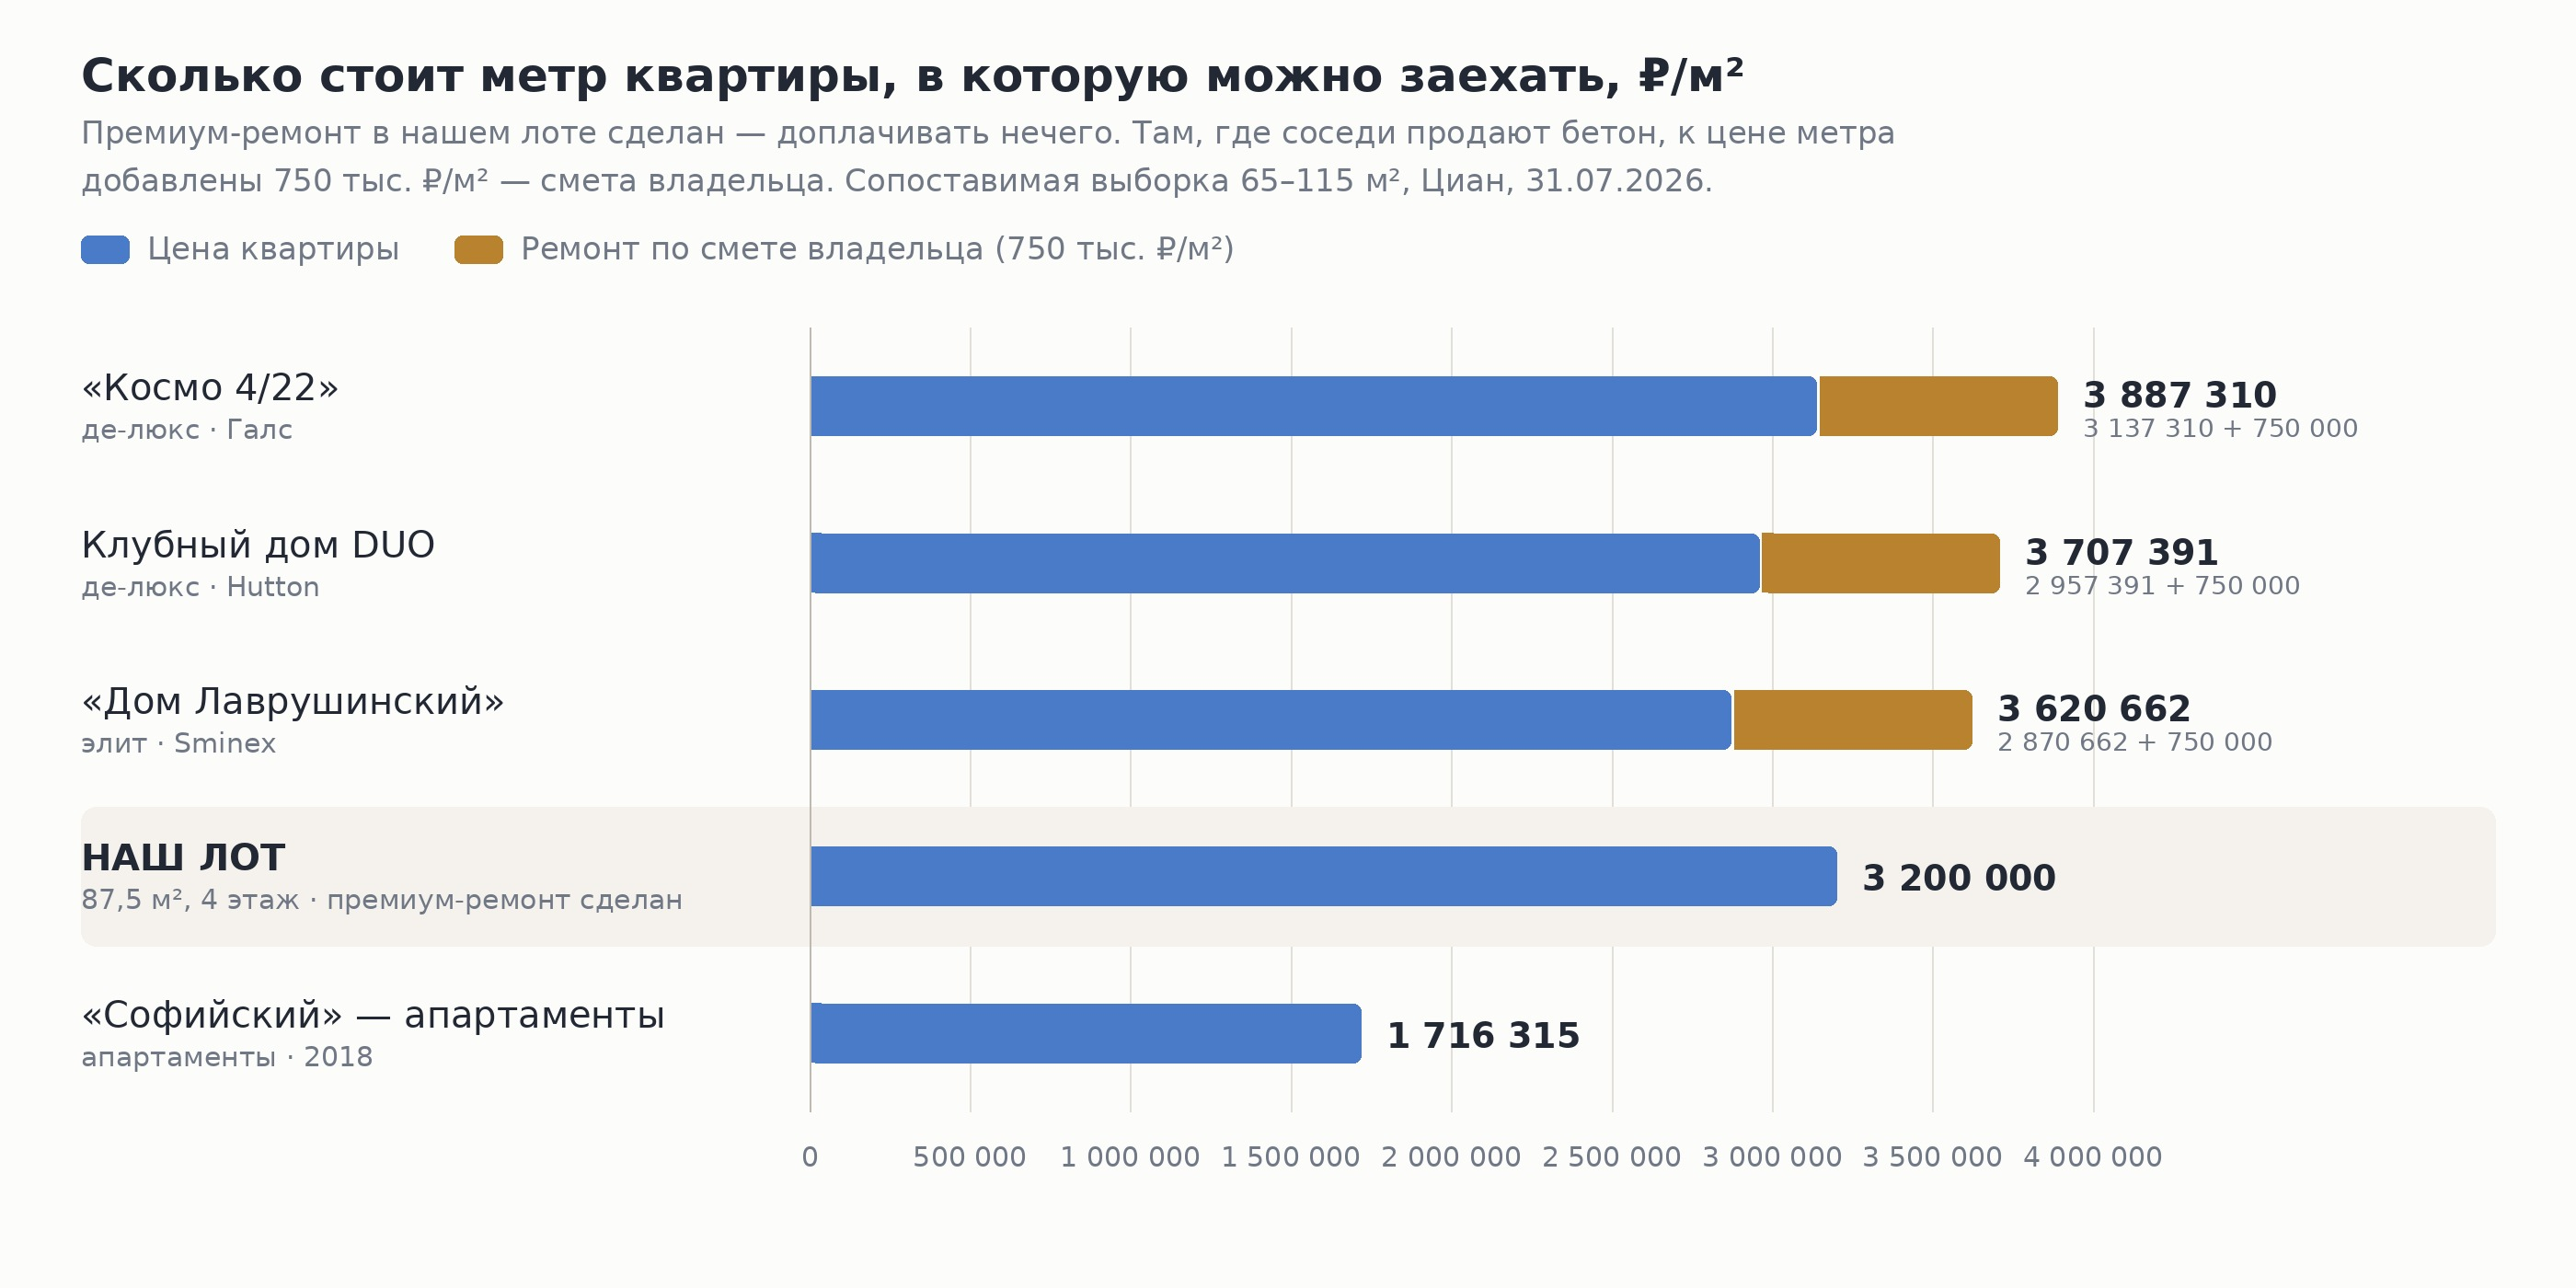 Сколько стоит метр квартиры, в которую можно заехать, ₽/м²
Премиум-ремонт в нашем лоте сделан — доплачивать нечего. Там, где соседи продают бетон, к цене метра
добавлены 750 тыс. ₽/м² — смета владельца. Сопоставимая выборка 65–115 м², Циан, 31.07.2026.
Цена квартиры
Ремонт по смете владельца (750 тыс. ₽/м²)
«Космо 4/22»
де-люкс · Галс
3 887 310
3 137 310 + 750 000
Клубный дом DUO
де-люкс · Hutton
3 707 391
2 957 391 + 750 000
«Дом Лаврушинский»
элит · Sminex
3 620 662
2 870 662 + 750 000
НАШ ЛОТ
87,5 м², 4 этаж · премиум-ремонт сделан
3 200 000
«Софийский» — апартаменты
апартаменты · 2018
1 716 315
0 500 000 1 000 000 1 500 000 2 000 000 2 500 000 3 000 000 3 500 000 4 000 000